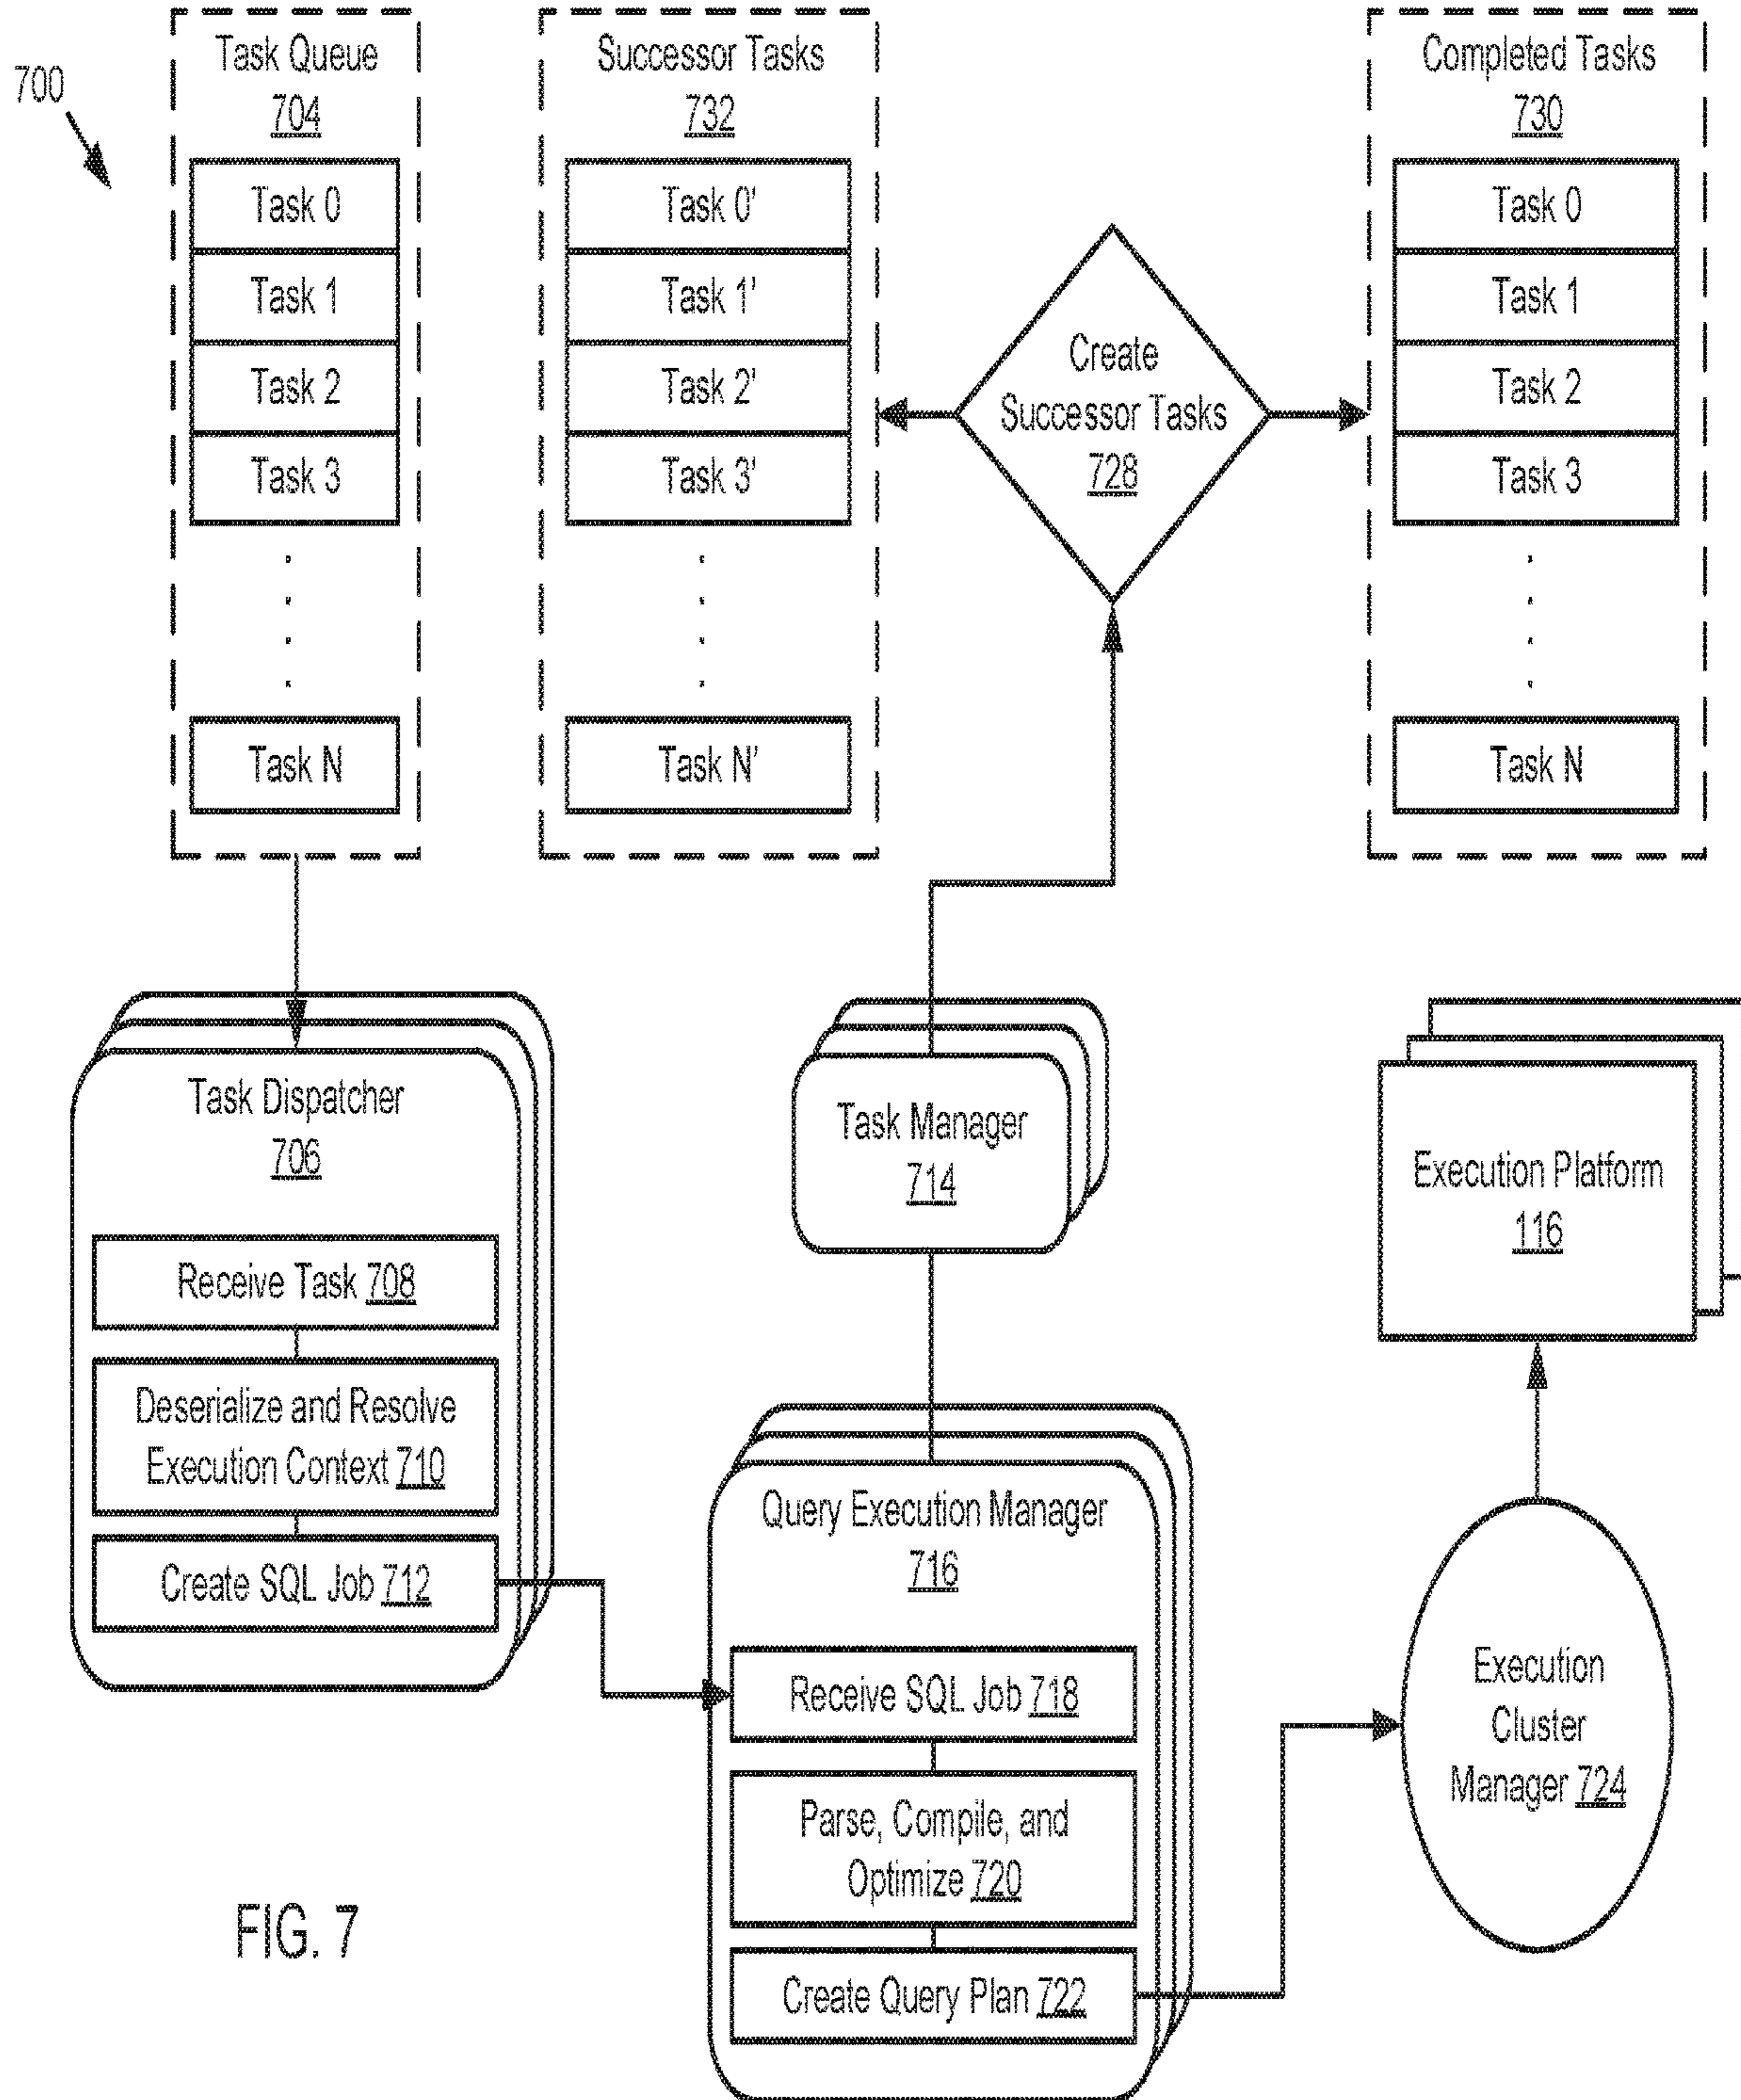 700
Task Queue
704
Task 0
Task 1
Task 2
Task 3
Task N
Successor Tasks
732
Task 0'
Task 1'
Task 2'
Task 3'
Task N'
Create
Successor Tasks
728
Completed Tasks
730
Task 0
Task 1
Task 2
Task 3
Task N
Task Dispatcher
706
Receive Task 708
Deserialize and Resolve
Execution Context 710
Create SQL Job 712
Task Manager
714
Execution Platform
116
Query Execution Manager
716
Receive SQL Job 718
Parse, Compile, and
Optimize 720
Create Query Plan 722
Execution
Cluster
Manager 724
FIG. 7